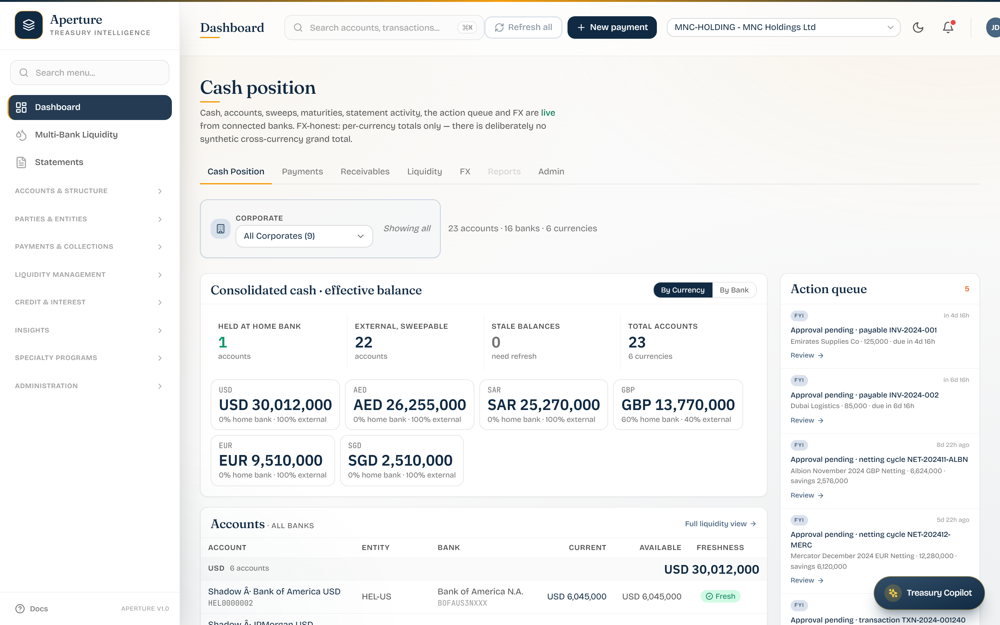 Aperture
TREASURY INTELLIGENCE
Search menu...
Dashboard
Multi-Bank Liquidity
Statements
ACCOUNTS & STRUCTURE
PARTIES & ENTITIES
PAYMENTS & COLLECTIONS
LIQUIDITY MANAGEMENT
CREDIT & INTEREST
INSIGHTS
SPECIALTY PROGRAMS
ADMINISTRATION
Docs
APERTURE V1.0
Dashboard
Search accounts, transactions...
⌘K
Refresh all
+ New payment
MNC-HOLDING - MNC Holdings Ltd
JD
Cash position
Cash, accounts, sweeps, maturities, statement activity, the action queue and FX are live
from connected banks. FX-honest: per-currency totals only — there is deliberately no
synthetic cross-currency grand total.
Cash Position
Payments
Receivables
Liquidity
FX
Reports
Admin
CORPORATE
All Corporates (9)
Showing all
23 accounts · 16 banks · 6 currencies
Consolidated cash · effective balance
By Currency
By Bank
HELD AT HOME BANK
1
accounts
EXTERNAL, SWEEPABLE
22
accounts
STALE BALANCES
0
need refresh
TOTAL ACCOUNTS
23
6 currencies
USD
USD 30,012,000
0% home bank · 100% external
AED
AED 26,255,000
0% home bank · 100% external
SAR
SAR 25,270,000
0% home bank · 100% external
GBP
GBP 13,770,000
60% home bank · 40% external
EUR
EUR 9,510,000
0% home bank · 100% external
SGD
SGD 2,510,000
0% home bank · 100% external
Accounts · ALL BANKS
Full liquidity view →
ACCOUNT ENTITY BANK CURRENT AVAILABLE FRESHNESS
USD 6 accounts USD 30,012,000
Shadow Â· Bank of America USD
HEL0000002
HEL-US
Bank of America N.A.
BOFAUS3NXXX
USD 6,045,000
USD 6,045,000
Fresh
Shadow Â· JPMorgan USD
Action queue
5
FYI
in 4d 16h
Approval pending · payable INV-2024-001
Emirates Supplies Co · 125,000 · due in 4d 16h
Review →
FYI
in 6d 16h
Approval pending · payable INV-2024-002
Dubai Logistics · 85,000 · due in 6d 16h
Review →
FYI
8d 22h ago
Approval pending · netting cycle NET-202411-ALBN
Albion November 2024 GBP Netting · 6,624,000 ·
savings 2,576,000
Review →
FYI
5d 22h ago
Approval pending · netting cycle NET-202412-
MERC
Mercator December 2024 EUR Netting · 12,280,000 ·
savings 6,120,000
Review →
FYI
Approval pending · transaction TXN-2024-001240
Treasury Copilot